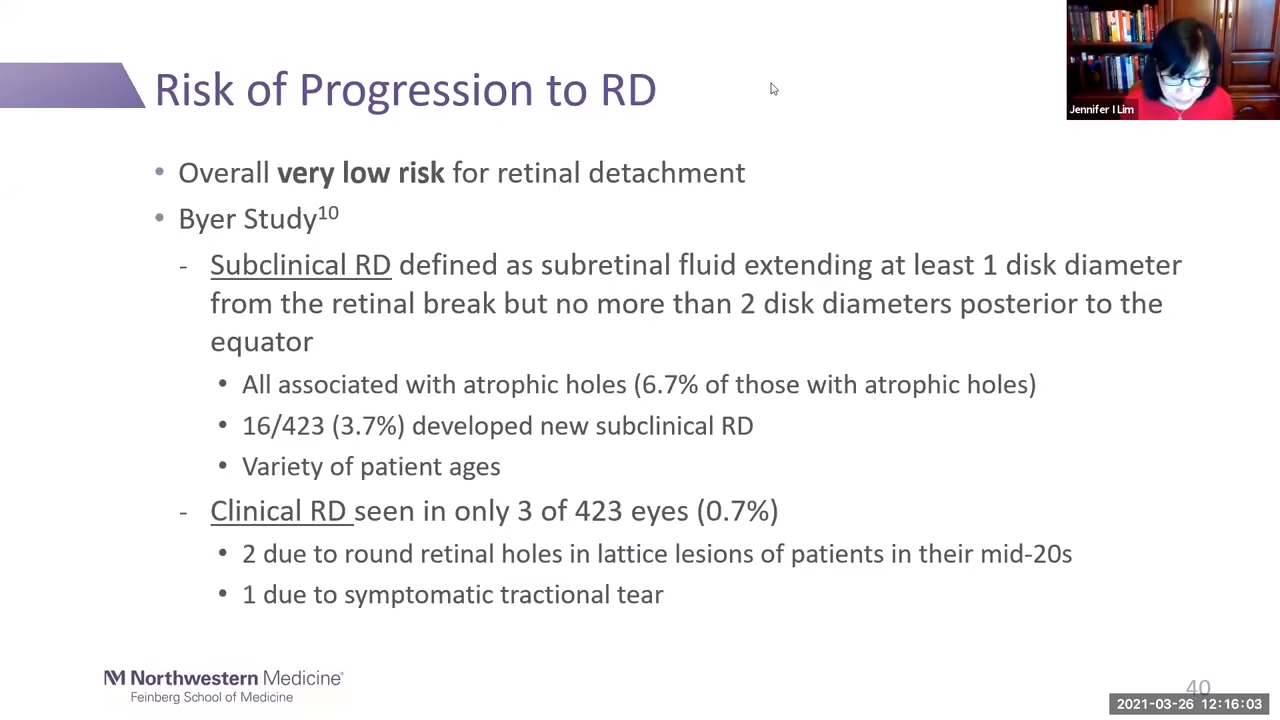 Jennifer I Lim
Risk of Progression to RD
• Overall very low risk for retinal detachment
• Byer Study10
- Subclinical RD defined as subretinal fluid extending at least 1 disk diameter
from the retinal break but no more than 2 disk diameters posterior to the
equator
• All associated with atrophic holes (6.7% of those with atrophic holes)
• 16/423 (3.7%) developed new subclinical RD
• Variety of patient ages
- Clinical RD seen in only 3 of 423 eyes (0.7%)
• 2 due to round retinal holes in lattice lesions of patients in their mid-20s
• 1 due to symptomatic tractional tear
Northwestern Medicine®
Feinberg School of Medicine
40
2021-03-26 12:16:03